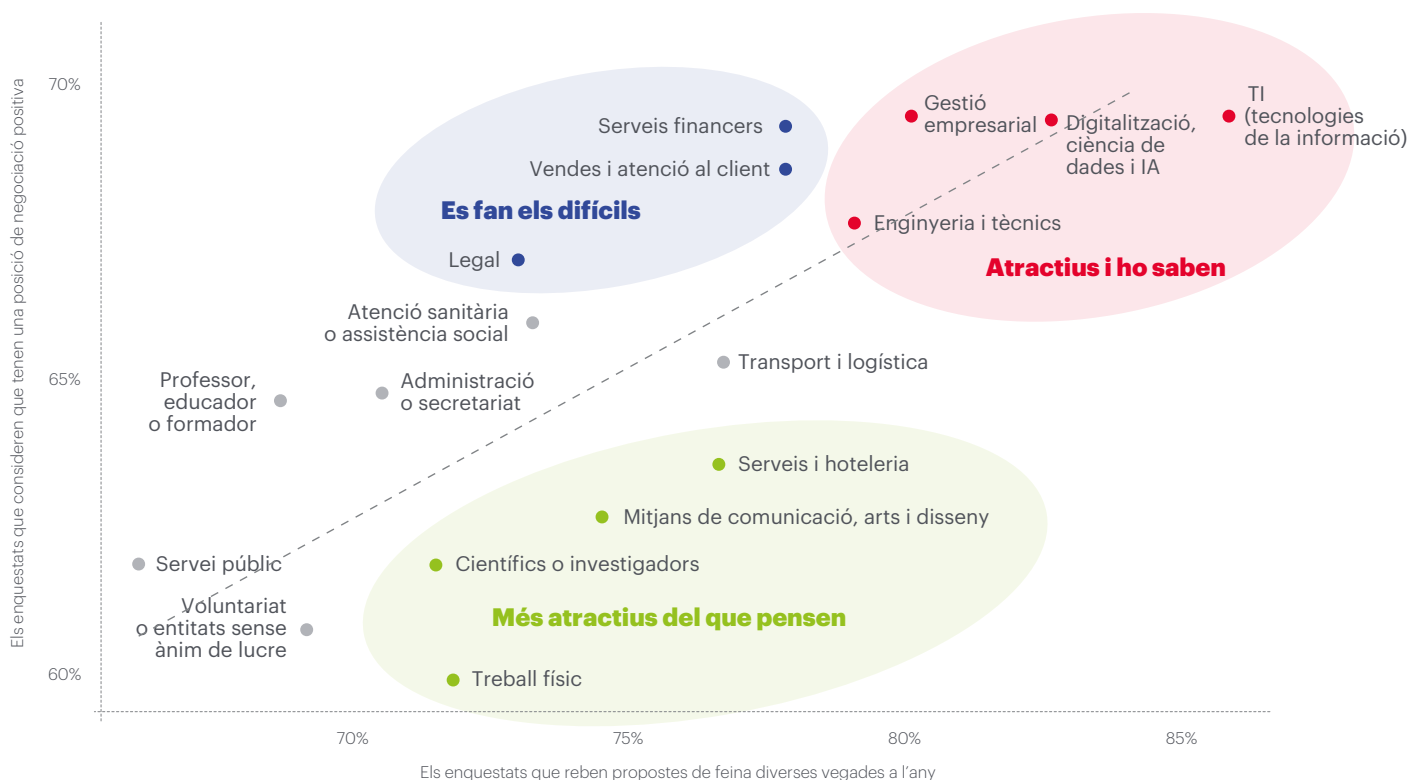 Els enquestats que consideren que tenen una posició de negociació positiva
70%
65%
60%
Serveis financers
Vendes i atenció al client
Es fan els difícils
Legal
Gestió
empresarial
Digitalització,
ciència de
dades i IA
TI
(tecnologies
de la informació)
Enginyeria i tècnics
Atractius i ho saben
Atenció sanitària
o assistència social
Professor,
educador
o formador
Administració
o secretariat
Transport i logística
Serveis i hoteleria
Mitjans de comunicació, arts i disseny
Servei públic
Científics o investigadors
Voluntariat
o entitats sense
ànim de lucre
Més atractius del que pensen
Treball físic
70%
75%
80%
85%
Els enquestats que reben propostes de feina diverses vegades a l'any